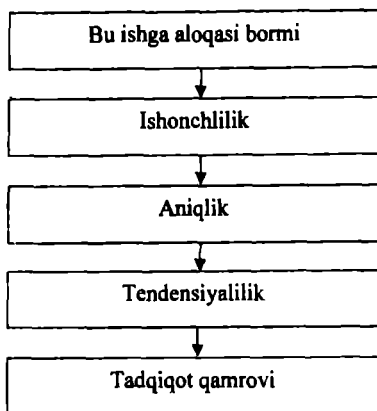 Bu ishga aloqasi bormi
Ishonchlilik
Aniqlik
Tendensiyalilik
Tadqiqot qamrovi